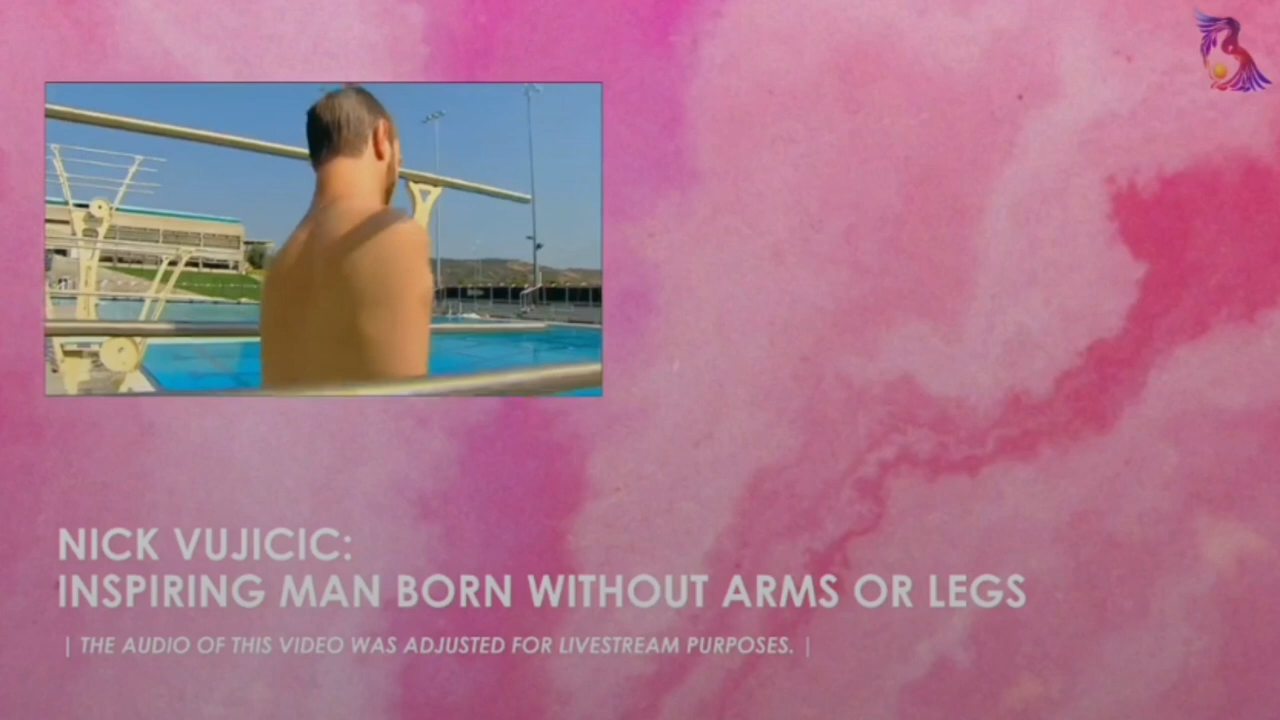 NICK VUJICIC:
INSPIRING MAN BORN WITHOUT ARMS OR LEGS
| THE AUDIO OF THIS VIDEO WAS ADJUSTED FOR LIVESTREAM PURPOSES. |